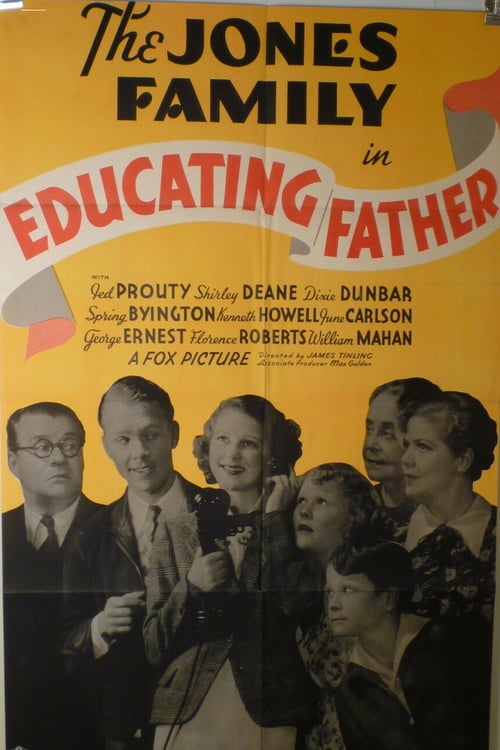 The JONES
FAMILY
in
EDUCATING FATHER
WITH
Jed PROUTY Shirley DEANE Dixie DUNBAR
Spring BYINGTON Kenneth HOWELL June CARLSON
George ERNEST Florence ROBERTS William MAHAN
A FOX PICTURE Directed by JAMES TINLING
Associate Producer Max Golden